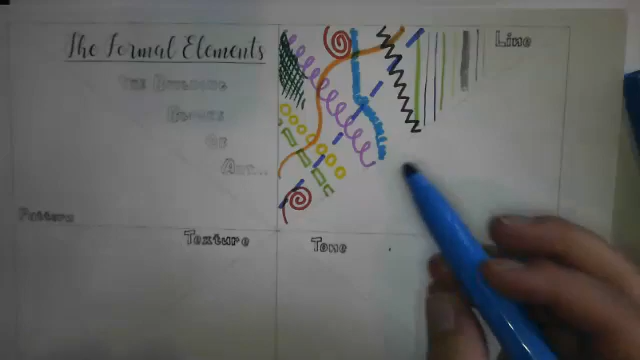 The Formal Elements
The Building
Blocks
Of
Art...
Line
Pattern
Texture
Tone